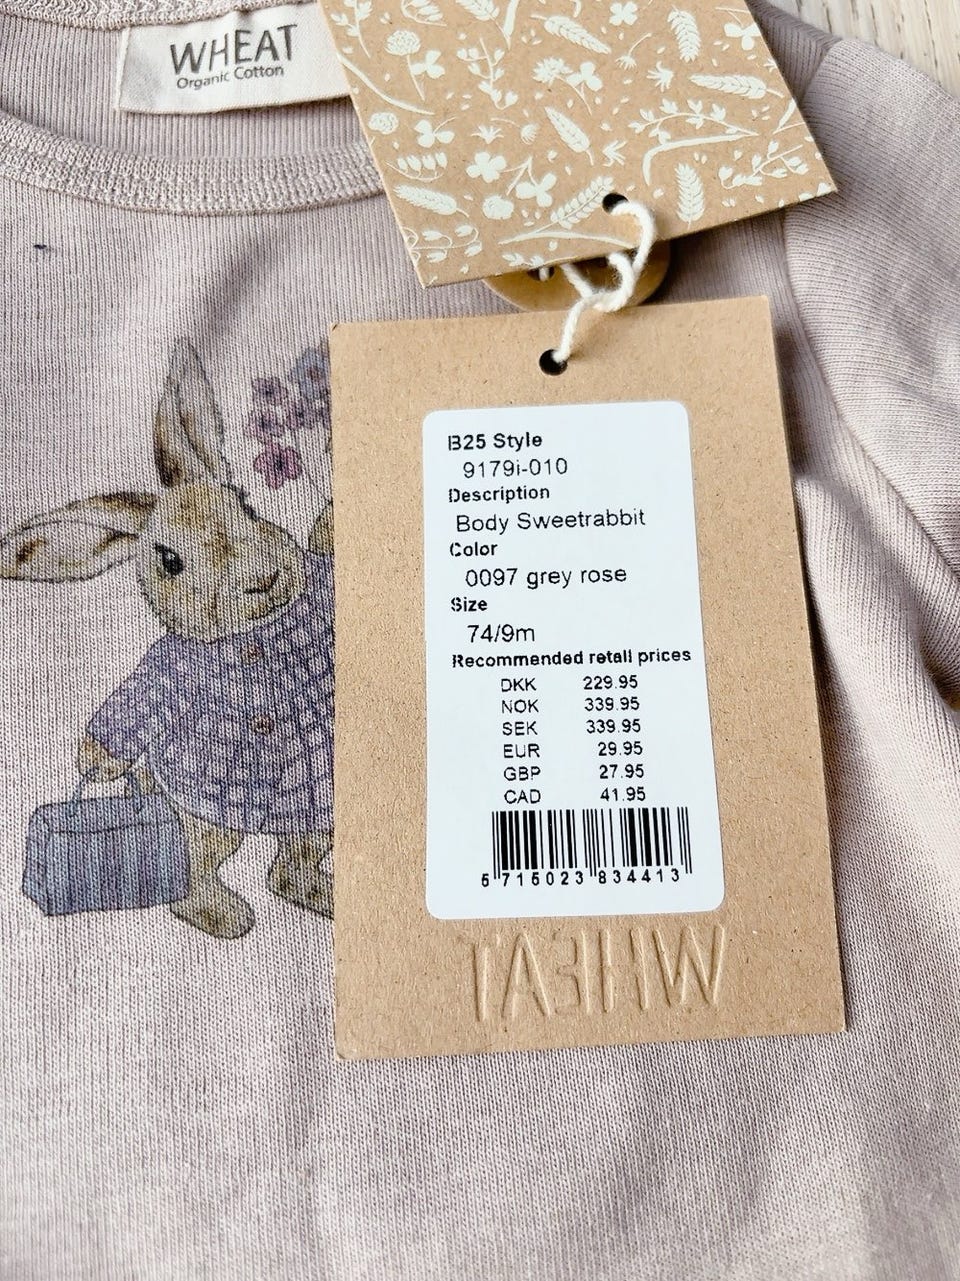 WHEAT
Organic Cotton
B25 Style
9179i-010
Description
Body Sweetrabbit
Color
0097 grey rose
Size
74/9m
Recommended retail prices
DKK 229.95
NOK 339.95
SEK 339.95
EUR 29.95
GBP 27.95
CAD 41.95
5 715023 834413
WHEAT